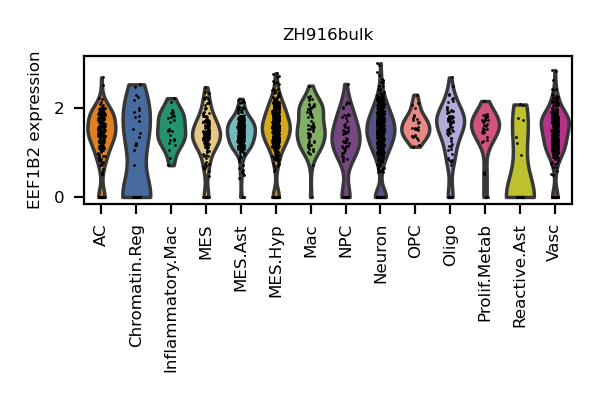 ZH916bulk
EEF1B2 expression
2
0
AC
Chromatin.Reg
Inflammatory.Mac
MES
MES.Ast
MES.Hyp
Mac
NPC
Neuron
OPC
Oligo
Prolif.Metab
Reactive.Ast
Vasc